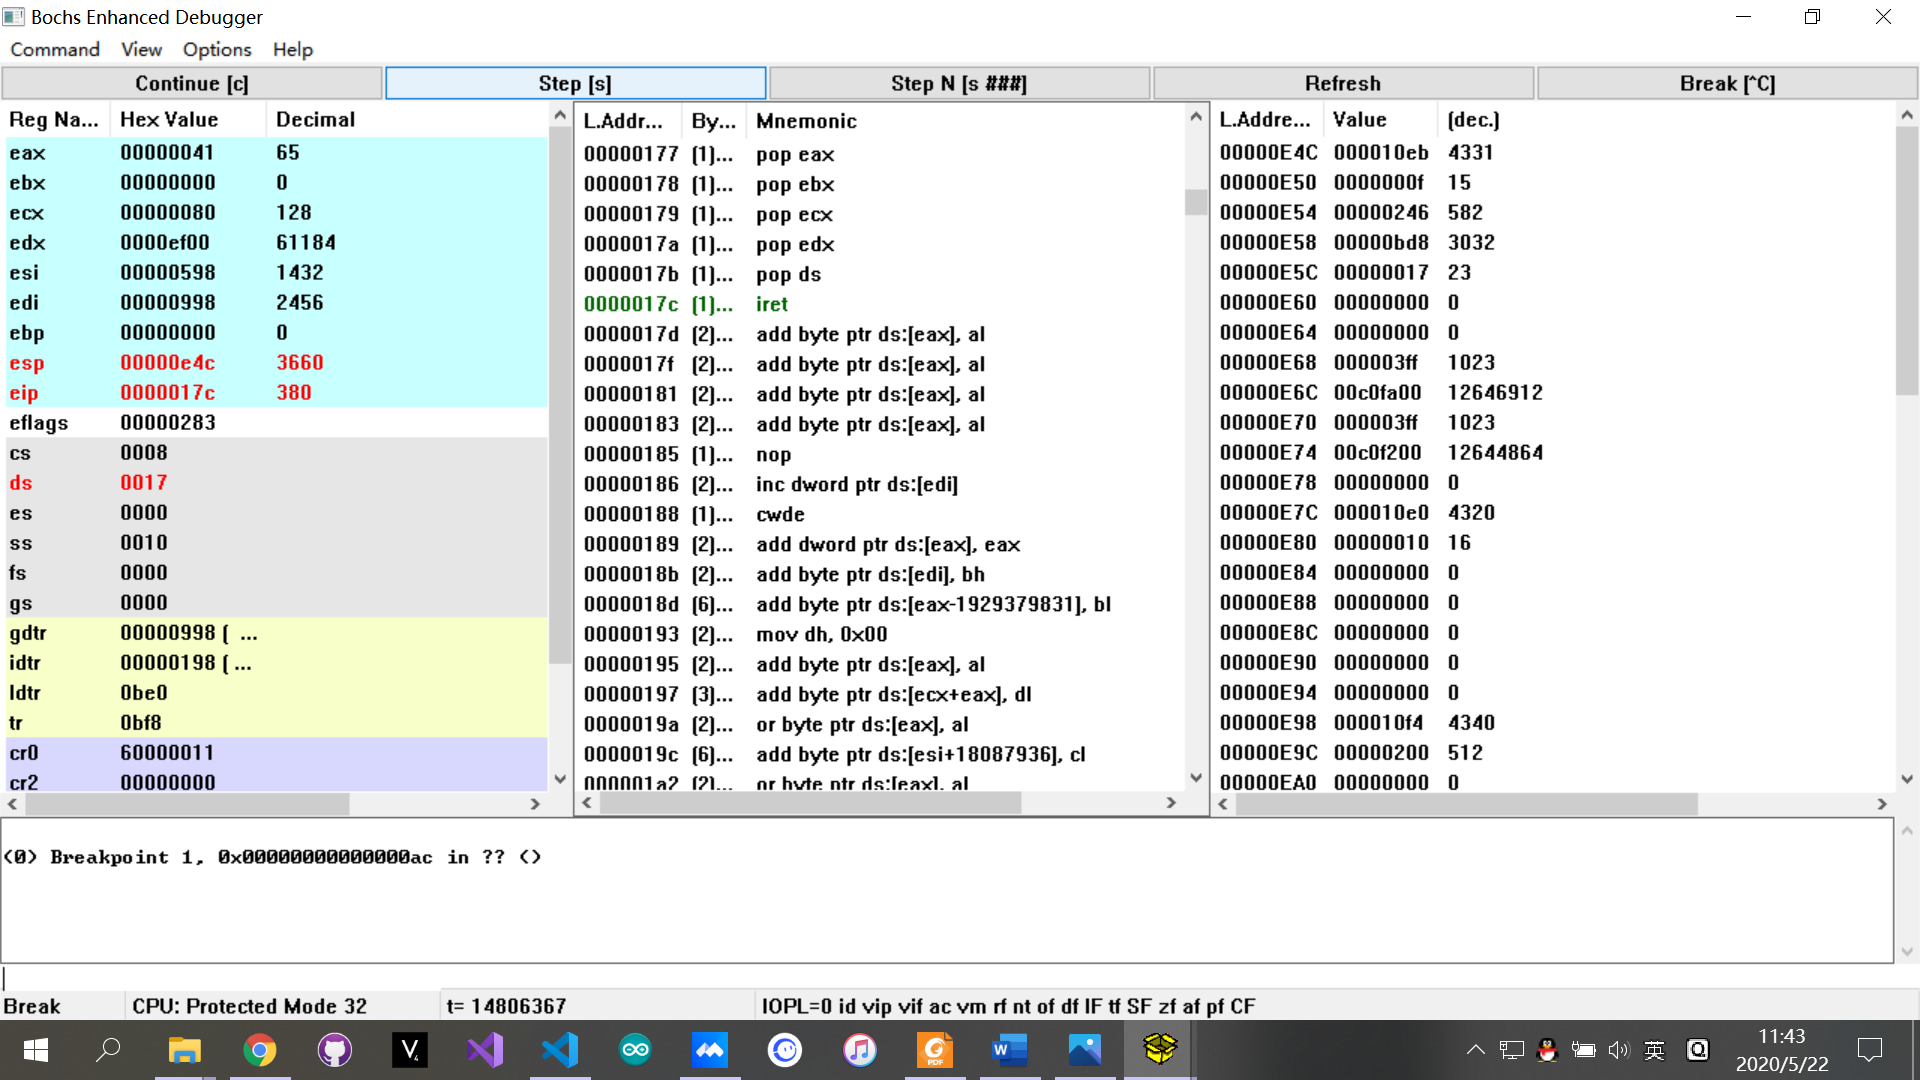 Bochs Enhanced Debugger
Command View Options Help
Continue [c] Step [s] Step N [s ###] Refresh Break [^C]
Reg Na... Hex Value Decimal
eax 00000041 65
ebx 00000000 0
ecx 00000080 128
edx 0000ef00 61184
esi 00000598 1432
edi 00000998 2456
ebp 00000000 0
esp 00000e4c 3660
eip 0000017c 380
eflags 00000283
cs 0008
ds 0017
es 0000
ss 0010
fs 0000
gs 0000
gdtr 00000998 ( ...
idtr 00000198 ( ...
ldtr 0be0
tr 0bf8
cr0 60000011
cr2 00000000
L.Addr... By... Mnemonic
00000177 (1)... pop eax
00000178 (1)... pop ebx
00000179 (1)... pop ecx
0000017a (1)... pop edx
0000017b (1)... pop ds
0000017c (1)... iret
0000017d (2)... add byte ptr ds:[eax], al
0000017f (2)... add byte ptr ds:[eax], al
00000181 (2)... add byte ptr ds:[eax], al
00000183 (2)... add byte ptr ds:[eax], al
00000185 (1)... nop
00000186 (2)... inc dword ptr ds:[edi]
00000188 (1)... cwde
00000189 (2)... add dword ptr ds:[eax], eax
0000018b (2)... add byte ptr ds:[edi], bh
0000018d (6)... add byte ptr ds:[eax-1929379831], bl
00000193 (2)... mov dh, 0x00
00000195 (2)... add byte ptr ds:[eax], al
00000197 (3)... add byte ptr ds:[ecx+eax], dl
0000019a (2)... or byte ptr ds:[eax], al
0000019c (6)... add byte ptr ds:[esi+18087936], cl
000001a2 (2)... or byte ptr ds:[eax], al
L.Addre... Value (dec.)
00000E4C 000010eb 4331
00000E50 0000000f 15
00000E54 00000246 582
00000E58 00000bd8 3032
00000E5C 00000017 23
00000E60 00000000 0
00000E64 00000000 0
00000E68 000003ff 1023
00000E6C 00c0fa00 12646912
00000E70 000003ff 1023
00000E74 00c0f200 12644864
00000E78 00000000 0
00000E7C 000010e0 4320
00000E80 00000010 16
00000E84 00000000 0
00000E88 00000000 0
00000E8C 00000000 0
00000E90 00000000 0
00000E94 00000000 0
00000E98 000010f4 4340
00000E9C 00000200 512
00000EA0 00000000 0
(0) Breakpoint 1, 0x00000000000000ac in ?? ()
Break CPU: Protected Mode 32 t= 14806367 IOPL=0 id vip vif ac vm rf nt of df IF tf SF zf af pf CF
英
11:43
2020/5/22